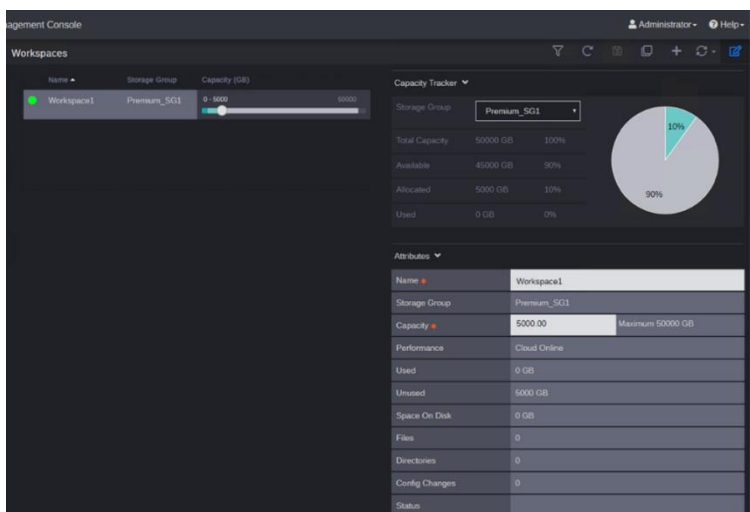 agement Console
Administrator
Help
Workspaces
Name
Storage Group
Capacity (GB)
Workspace1
Premium_SG1
0 - 5000
50000
Capacity Tracker
Storage Group
Premium_SG1
Total Capacity
50000 GB
100%
Available
45000 GB
90%
Allocated
5000 GB
10%
Used
0 GB
0%
10%
90%
Attributes
Name
Workspace1
Storage Group
Premium_SG1
Capacity
5000.00
Maximum 50000 GB
Performance
Cloud Online
Used
0 GB
Unused
5000 GB
Space On Disk
0 GB
Files
0
Directories
0
Config Changes
0
Status